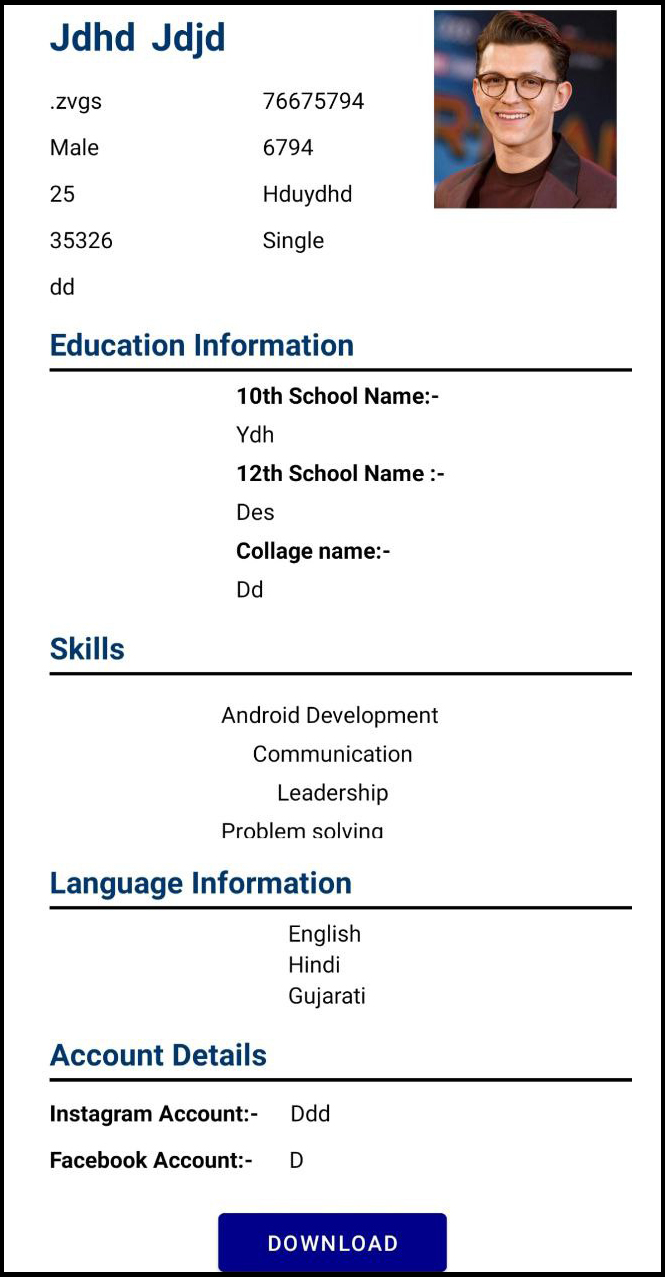 Jdhd Jdjd
.zvgs 76675794
Male 6794
25 Hduydhd
35326 Single
dd
Education Information
10th School Name:-
Ydh
12th School Name :-
Des
Collage name:-
Dd
Skills
Android Development
Communication
Leadership
Problem solving
Language Information
English
Hindi
Gujarati
Account Details
Instagram Account:- Ddd
Facebook Account:- D
DOWNLOAD